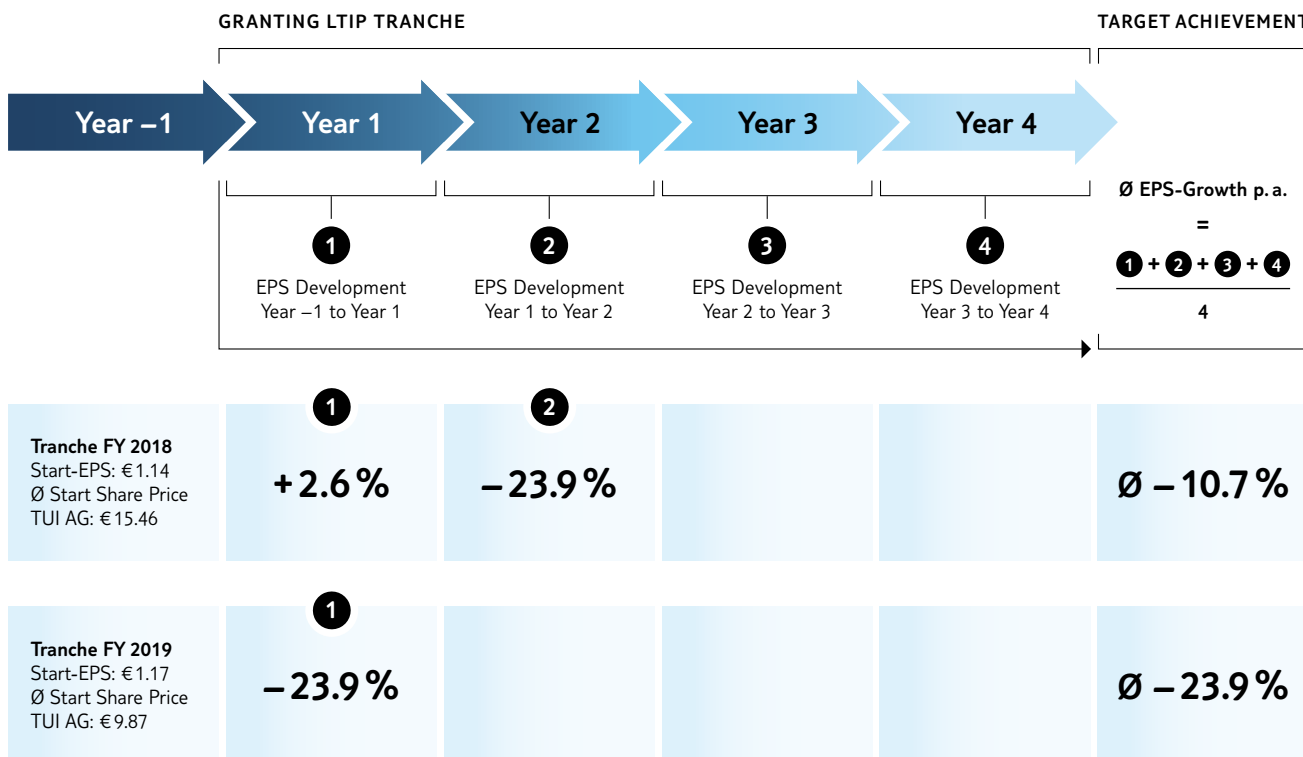 GRANTING LTIP TRANCHE
TARGET ACHIEVEMENT
Year –1
Year 1
Year 2
Year 3
Year 4
1
EPS Development
Year –1 to Year 1
2
EPS Development
Year 1 to Year 2
3
EPS Development
Year 2 to Year 3
4
EPS Development
Year 3 to Year 4
Ø EPS-Growth p. a.
=
1 + 2 + 3 + 4
4
Tranche FY 2018
Start-EPS: € 1.14
Ø Start Share Price
TUI AG: € 15.46
1
+ 2.6 %
2
– 23.9 %
Ø – 10.7 %
Tranche FY 2019
Start-EPS: € 1.17
Ø Start Share Price
TUI AG: € 9.87
1
– 23.9 %
Ø – 23.9 %